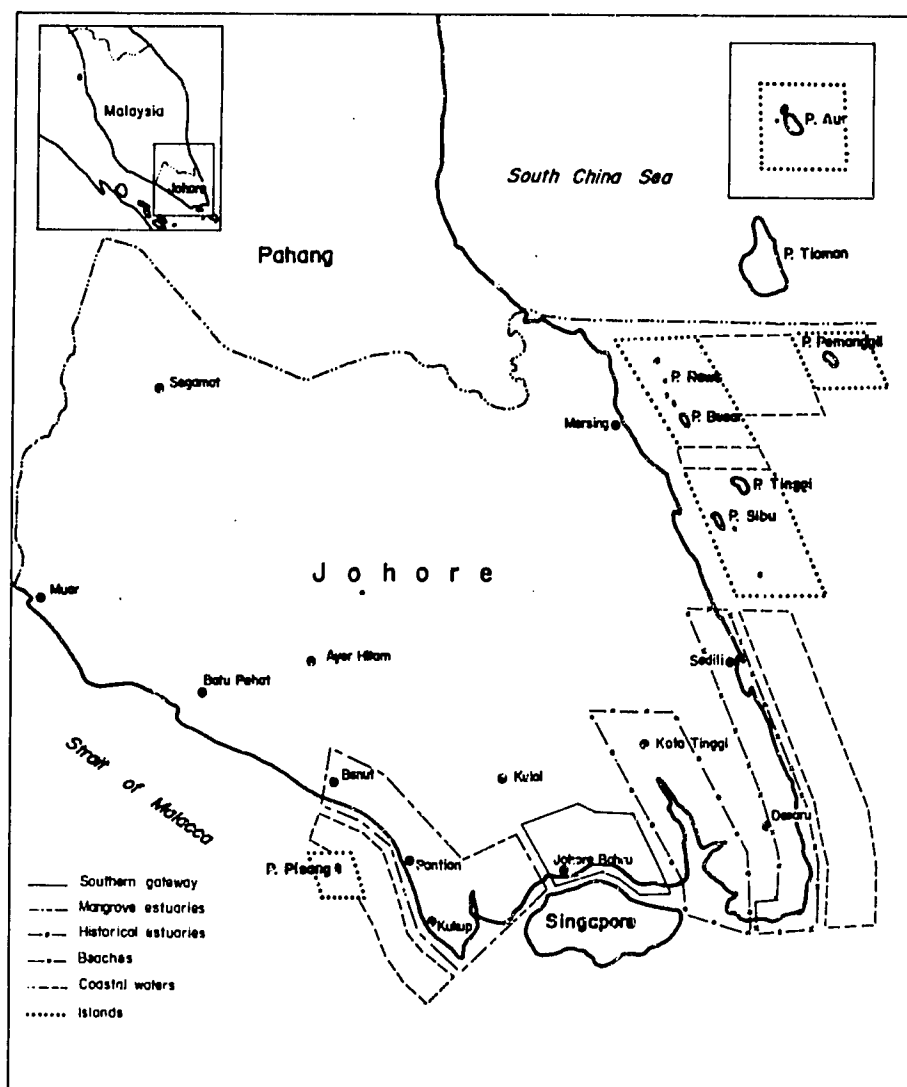 Malaysia
Johore
P. Aur
South China Sea
P. Tioman
Pahang
P. Pemanggil
Segamat
P. Rawa
P. Besar
Mersing
P. Tinggi
P. Sibu
Johore
Muar
Ayer Hitam
Sedili
Batu Pahat
Kota Tinggi
Strait of Malacca
Benut
Kulai
Desaru
Pontian
Johore Bahru
P. Pisang
Kukup
Singapore
Southern gateway
Mangrove estuaries
Historical estuaries
Beaches
Coastal waters
Islands